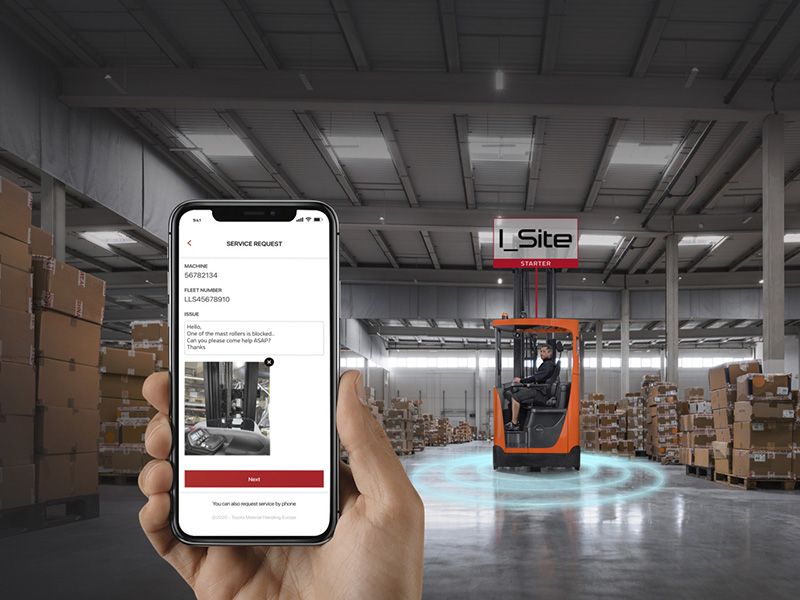 9:41
SERVICE REQUEST
MACHINE
56782134
FLEET NUMBER
LLS45678910
ISSUE
Hello,
One of the mast rollers is blocked..
Can you please come help ASAP?
Thanks
Next
You can also request service by phone
©2020 - Toyota Material Handling Europe
I_Site
STARTER